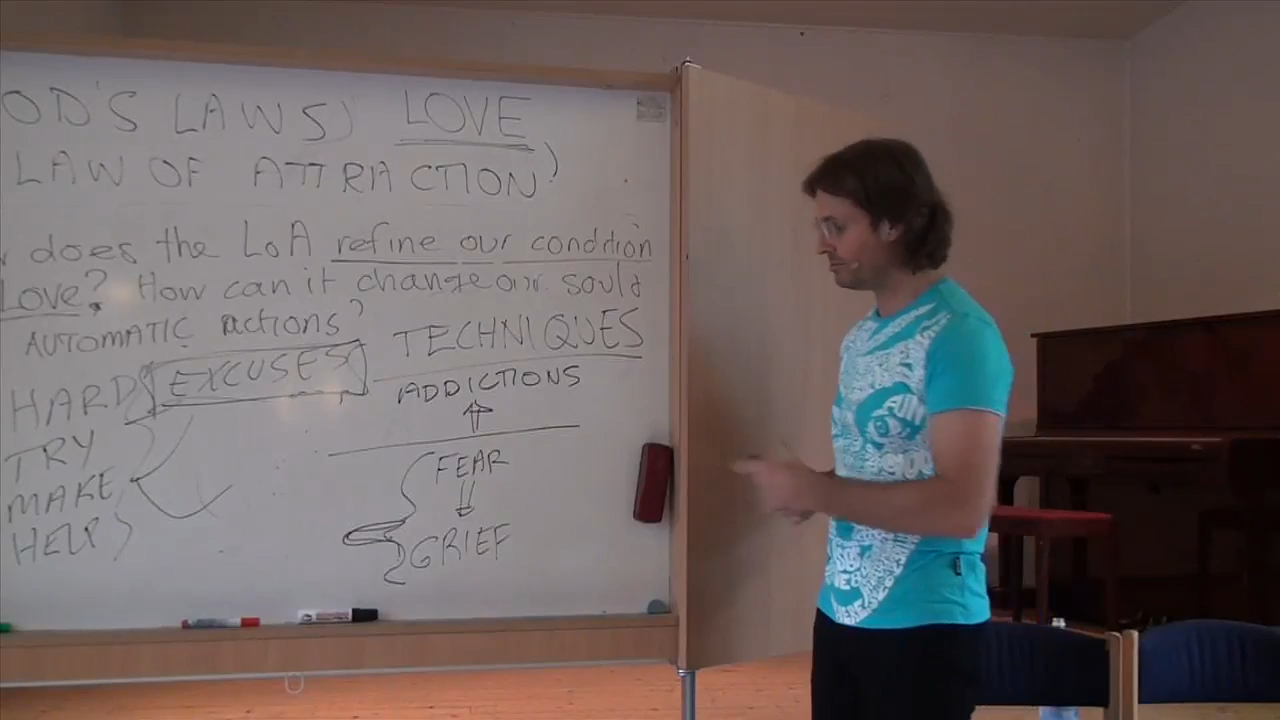 OD'S LAWS) LOVE
LAW OF ATTRACTION)
does the LOA refine our condition
LOVE? How can it change our soul
AUTOMATIC actions?
TECHNIQUES
HARD EXCUSES
ADDICTIONS
TRY
FEAR
MAKE
HELP
GRIEF